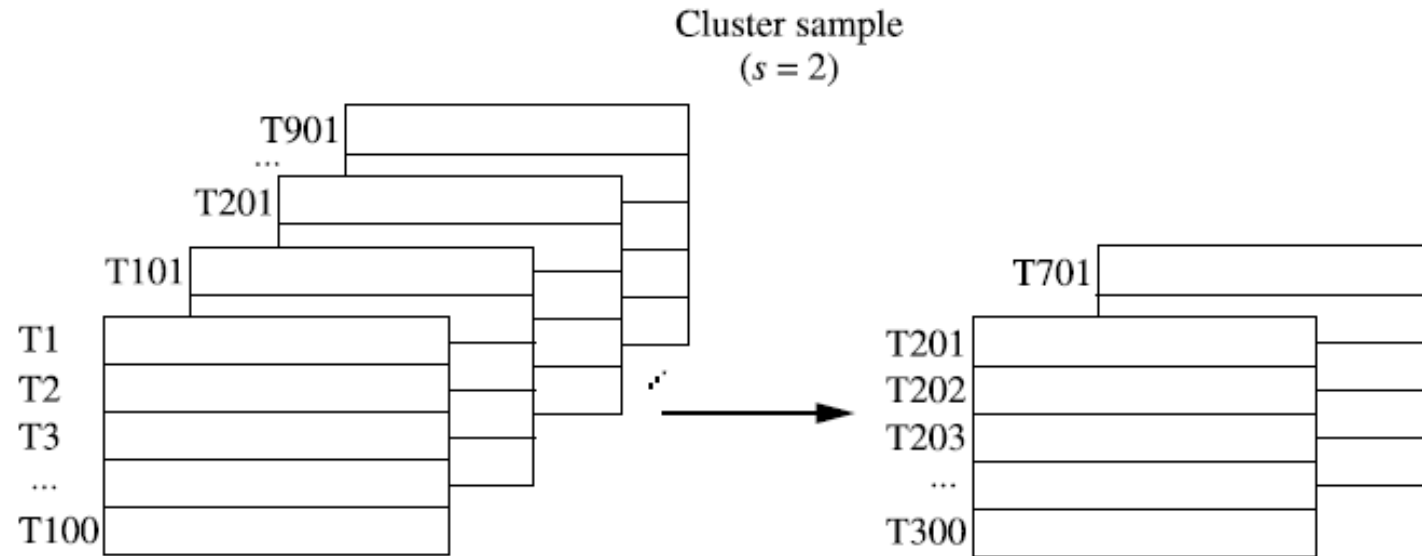 Cluster sample
(s = 2)
T901
...
T201
T101
T1
T2
T3
...
T100
T701
T201
T202
T203
...
T300